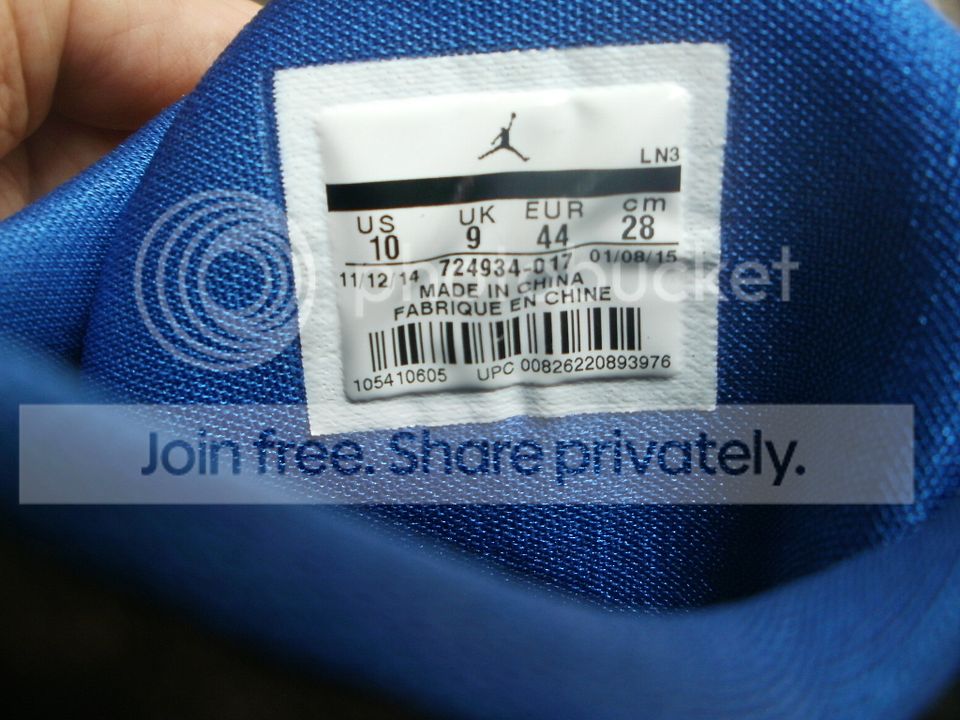 LN3
US UK EUR cm
10 9 44 28
11/12/14 724934-017 01/08/15
MADE IN CHINA
FABRIQUE EN CHINE
105410605 UPC 00826220893976
photobucket
Join free. Share privately.